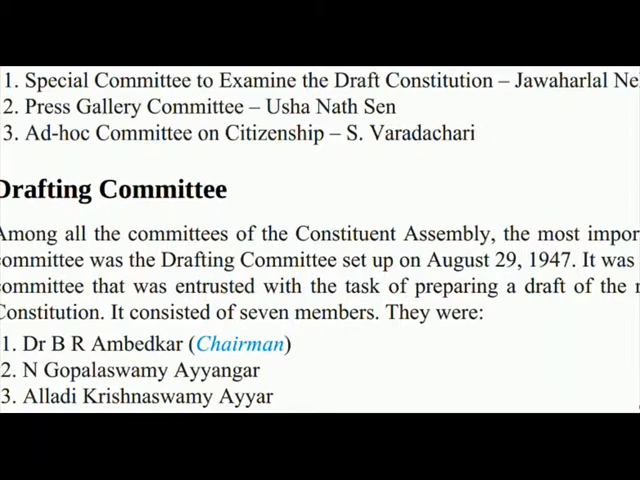 1. Special Committee to Examine the Draft Constitution – Jawaharlal Ne
2. Press Gallery Committee – Usha Nath Sen
3. Ad-hoc Committee on Citizenship – S. Varadachari
Drafting Committee
Among all the committees of the Constituent Assembly, the most impor
committee was the Drafting Committee set up on August 29, 1947. It was
committee that was entrusted with the task of preparing a draft of the
Constitution. It consisted of seven members. They were:
1. Dr B R Ambedkar (Chairman)
2. N Gopalaswamy Ayyangar
3. Alladi Krishnaswamy Ayyar